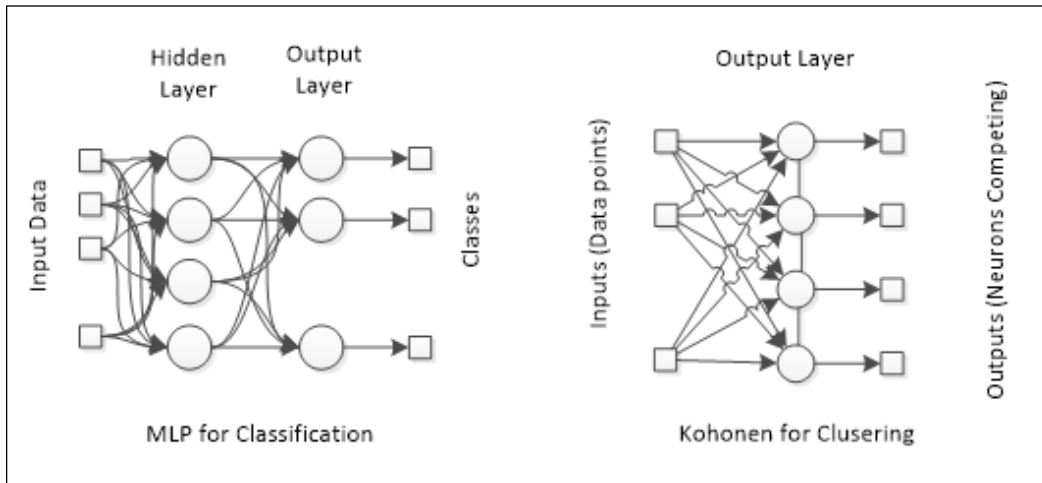 Hidden
Layer
Output
Layer
Input Data
Classes
MLP for Classification
Output Layer
Inputs (Data points)
Outputs (Neurons Competing)
Kohonen for Clusering